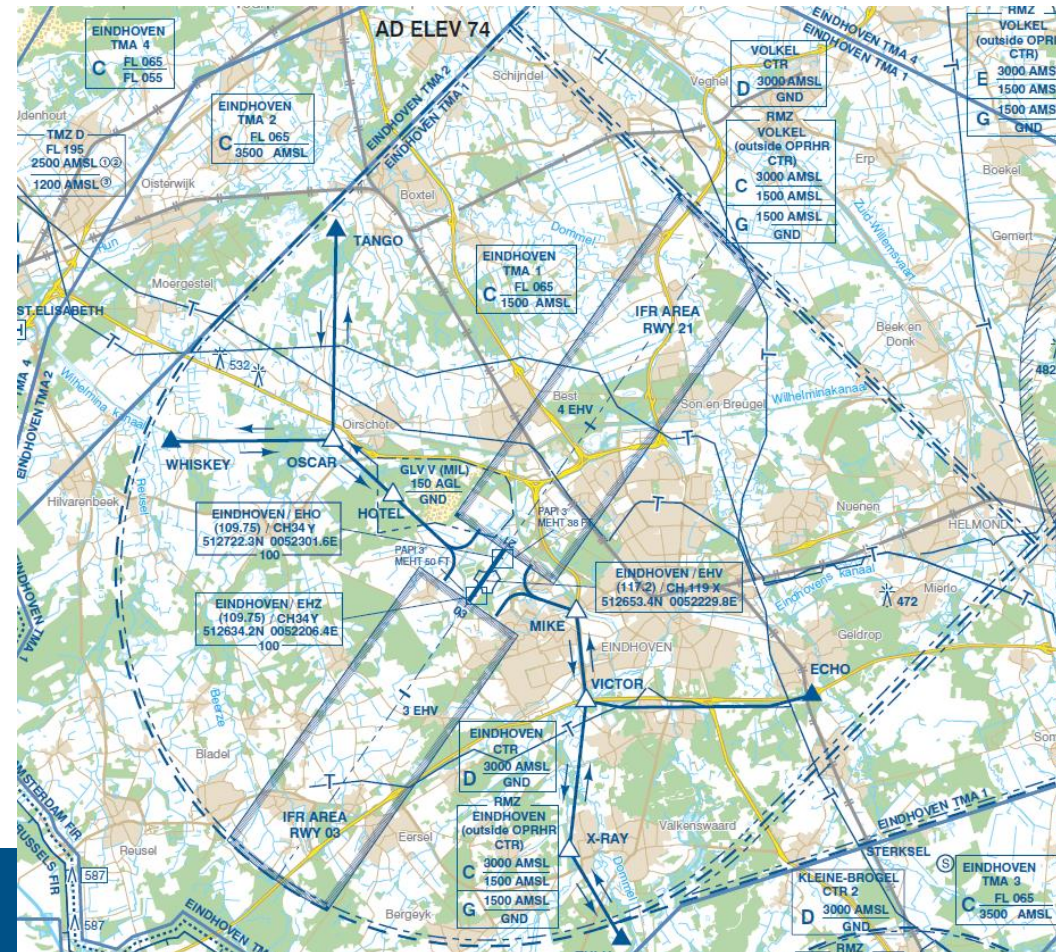 AD ELEV 74
EINDHOVEN
TMA 4
C FL 065
FL 055
EINDHOVEN
TMA 2
C FL 065
3500 AMSL
EINDHOVEN TMA 2
EINDHOVEN TMA 1
Schijndel
Veghel
VOLKEL
CTR
D 3000 AMSL
GND
EINDHOVEN TMA 4
EINDHOVEN TMA 1
RMZ
VOLKEL
(outside OPRHR
CTR)
C 3000 AMSL
1500 AMSL
G 1500 AMSL
GND
RMZ
VOLKEL
CTR)
E 3000 AMSL
1500 AMSL
G 1500 AMSL
GND
Erp
Boekel
Gemert
Zuid-Willemsvaart
TMZ D
FL 195
2500 AMSL ① ②
1200 AMSL ③
Oisterwijk
Boxtel
Dommel
TANGO
Moergestel
ST.ELISABETH
EINDHOVEN
TMA 1
C FL 065
1500 AMSL
IFR AREA
RWY 21
Beek en
Donk
482
532
EINDHOVEN TMA 2
Wilhelmina kanaal
Oirschot
Best
4 EHV
Son en Breugel
Wilhelminakanaal
WHISKEY
OSCAR
GLV V (MIL)
150 AGL
GND
HOTEL
Hilvarenbeek
Reusel
Nuenen
HELMOND
EINDHOVEN / EHO
(109.75) / CH34 Y
512722.3N 0052301.6E
100
PAPI 3°
MEHT 38 FT
PAPI 3°
MEHT 50 FT
21
03
EINDHOVEN / EHZ
(109.75) / CH34Y
512634.2N 0052206.4E
100
EINDHOVEN / EHV
(117.2) / CH.119 X
512653.4N 0052229.8E
Eindhovens kanaal
Mierlo
472
Geldrop
MIKE
EINDHOVEN
VICTOR
ECHO
Beerze
3 EHV
Bladel
EINDHOVEN
CTR
D 3000 AMSL
GND
RMZ
EINDHOVEN
(outside OPRHR
CTR)
C 3000 AMSL
1500 AMSL
G 1500 AMSL
GND
IFR AREA
RWY 03
Eersel
X-RAY
Valkenswaard
Dommel
EINDHOVEN TMA 1
STERKSEL
Reusel
587
587
Bergeyk
KLEINE-BROGEL
CTR 2
D 3000 AMSL
GND
RMZ
S
EINDHOVEN
TMA 3
C FL 065
3500 AMSL